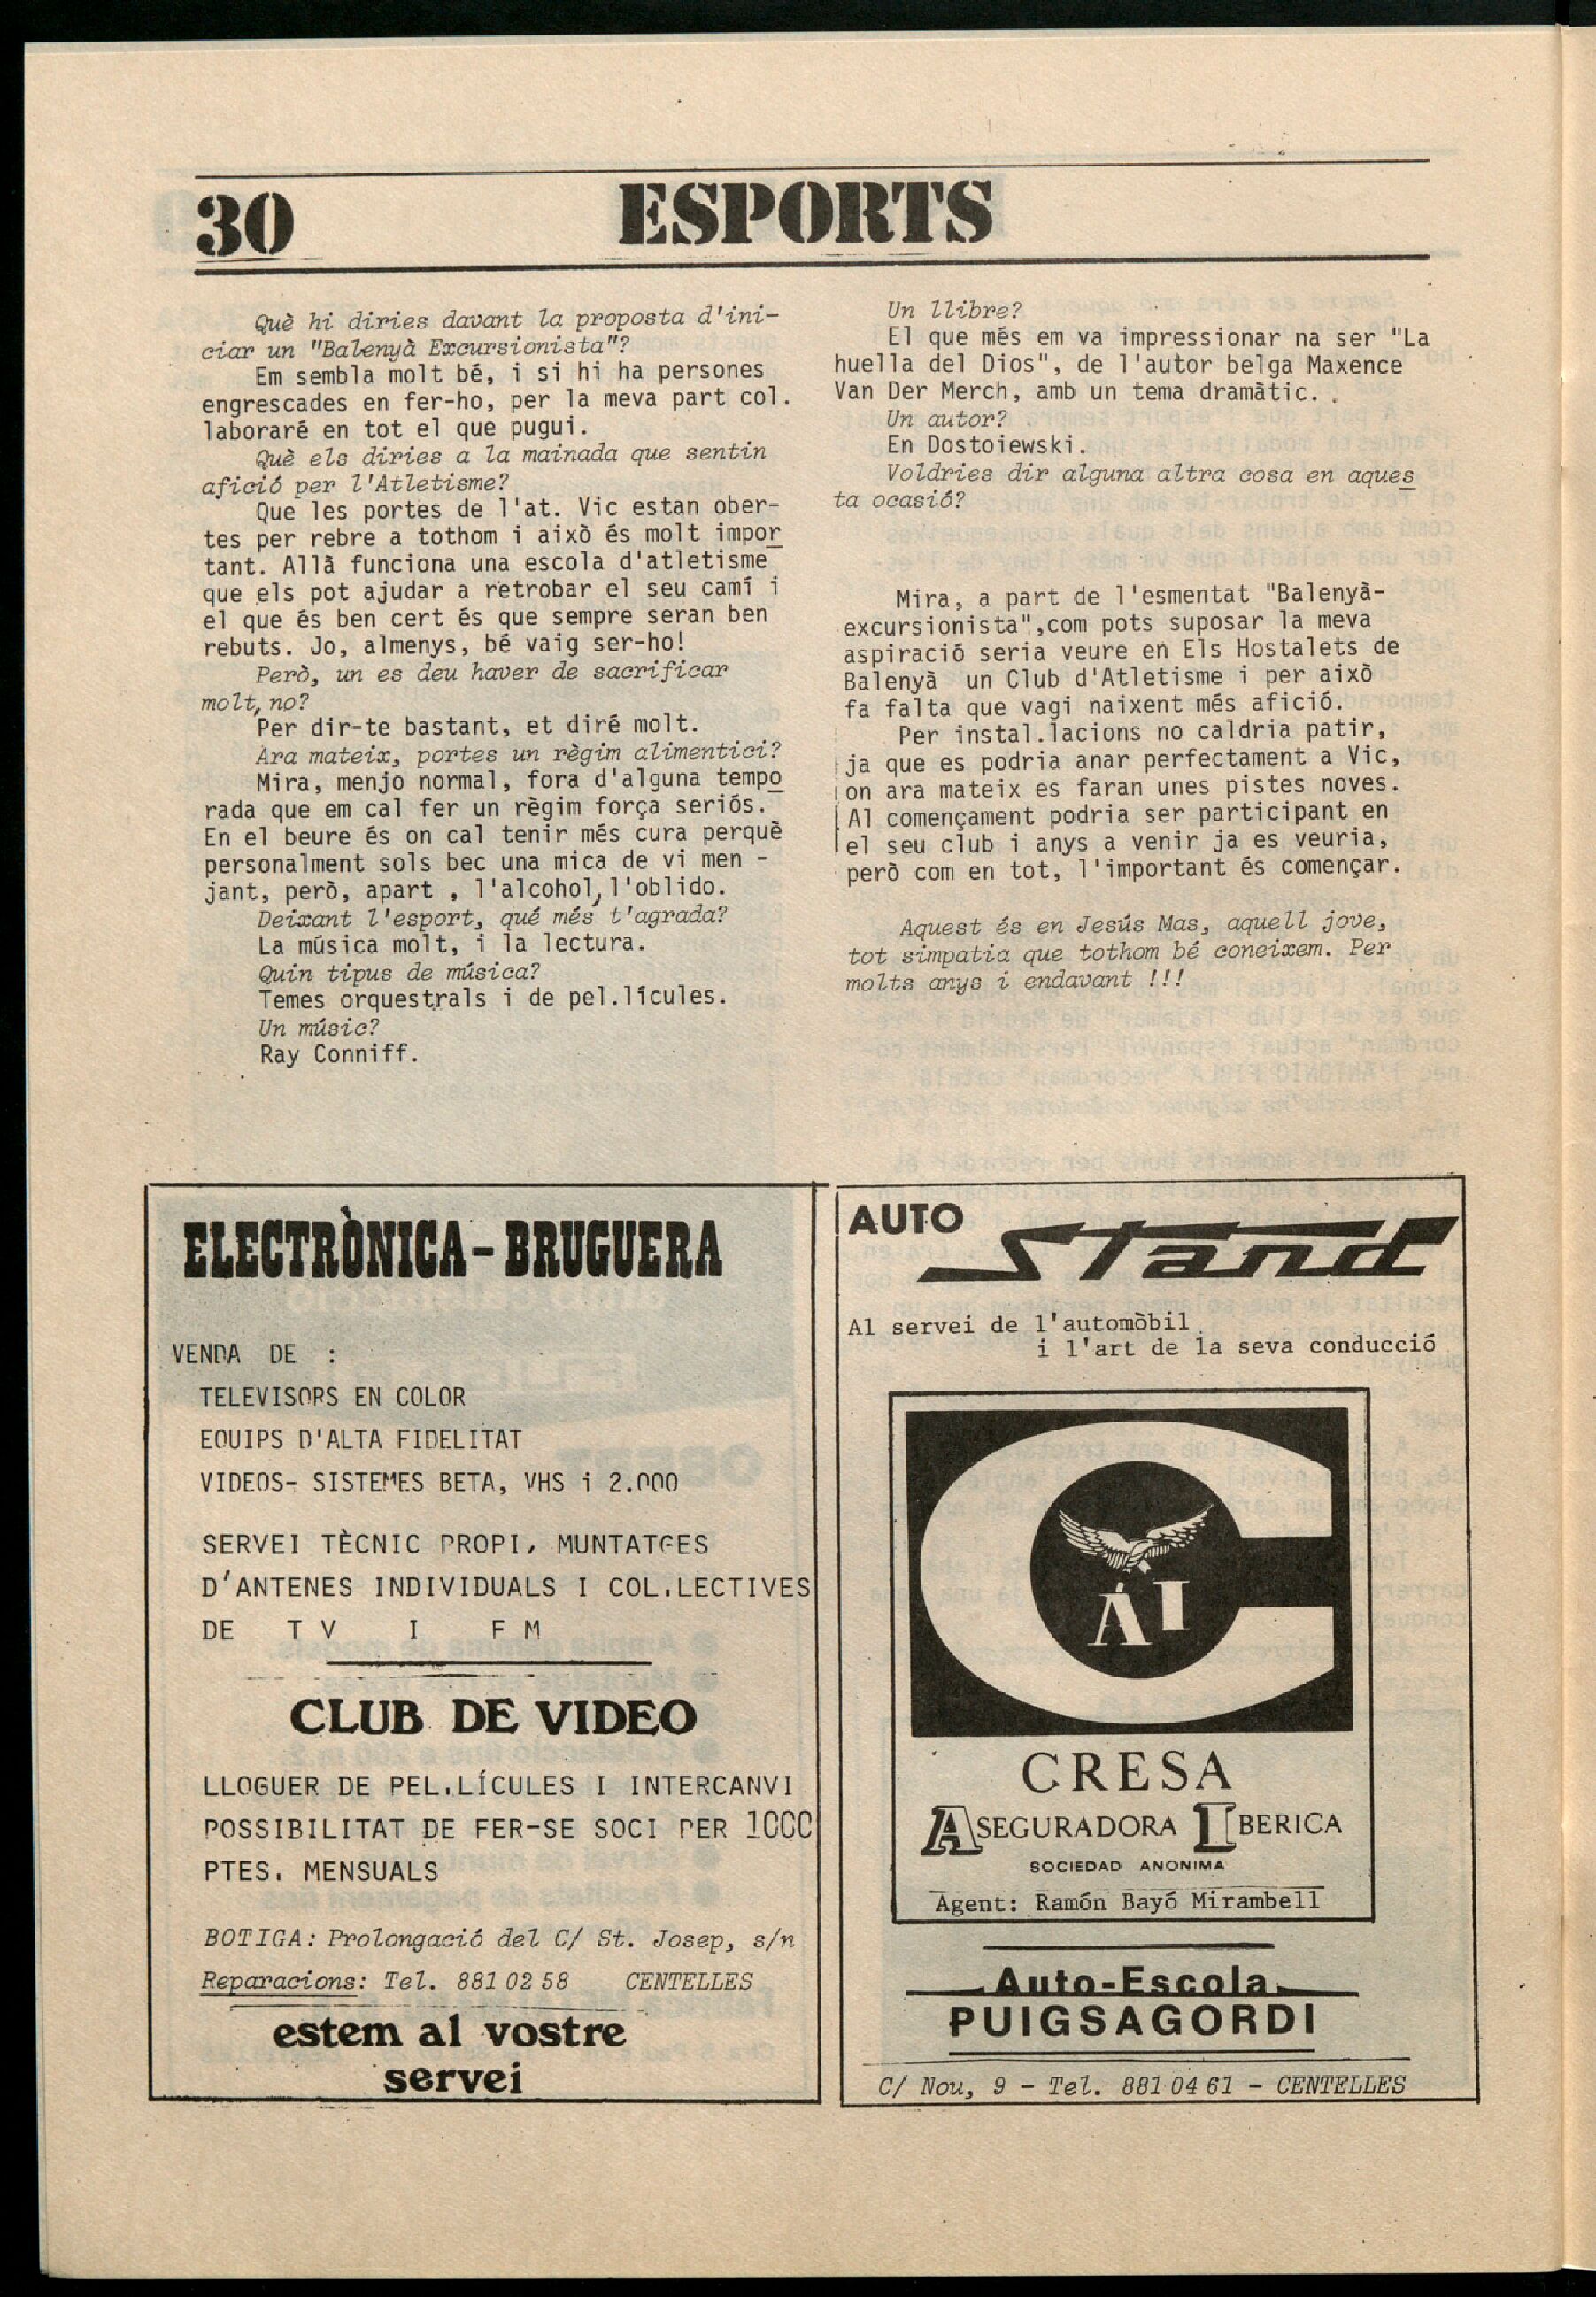 30
ESPORTS
Què hi diries davant la proposta d'ini-
ciar un "Balenyà Excursionista"?
Em sembla molt bé, i si hi ha persones
engrescades en fer-ho, per la meva part col.
laboraré en tot el que pugui.
Què els diries a la mainada que sentin
afició per l'Atletisme?
Que les portes de l'at. Vic estan ober-
tes per rebre a tothom i això és molt impor
tant. Allà funciona una escola d'atletisme
que els pot ajudar a retrobar el seu camí i
el que és ben cert és que sempre seran ben
rebuts. Jo, almenys, bé vaig ser-ho!
Però, un es deu haver de sacrificar
molt, no?
Per dir-te bastant, et diré molt.
Ara mateix, portes un règim alimentici?
Mira, menjo normal, fora d'alguna tempo
rada que em cal fer un règim força seriós.
En el beure és on cal tenir més cura perquè
personalment sols bec una mica de vi men -
jant, però, apart , l'alcohol, l'oblido.
Deixant l'esport, qué més t'agrada?
La música molt, i la lectura.
Quin tipus de música?
Temes orquestrals i de pel.lícules.
Un músic?
Ray Conniff.
Un llibre?
El que més em va impressionar na ser "La
huella del Dios", de l'autor belga Maxence
Van Der Merch, amb un tema dramàtic.
Un autor?
En Dostoiewski.
Voldries dir alguna altra cosa en aques
ta ocasió?
Mira, a part de l'esmentat "Balenyà-
excursionista",com pots suposar la meva
aspiració seria veure en Els Hostalets de
Balenyà un Club d'Atletisme i per això
fa falta que vagi naixent més afició.
Per instal.lacions no caldria patir,
ja que es podria anar perfectament a Vic,
on ara mateix es faran unes pistes noves.
Al començament podria ser participant en
el seu club i anys a venir ja es veuria,
però com en tot, l'important és començar.
Aquest és en Jesús Mas, aquell jove,
tot simpatia que tothom bé coneixem. Per
molts anys i endavant !!!
ELECTRÒNICA-BRUGUERA
VENDA DE :
TELEVISORS EN COLOR
EQUIPS D'ALTA FIDELITAT
VIDEOS- SISTEMES BETA, VHS i 2.000
SERVEI TÈCNIC PROPI, MUNTATGES
D'ANTENES INDIVIDUALS I COL.LECTIVES
DE TV I FM
CLUB DE VIDEO
LLOGUER DE PEL.LÍCULES I INTERCANVI
POSSIBILITAT DE FER-SE SOCI PER 1000
PTES. MENSUALS
BOTIGA: Prolongació del C/ St. Josep, s/n
Reparacions: Tel. 881 02 58 CENTELLES
estem al vostre
servei
AUTO Stand
Al servei de l'automòbil
i l'art de la seva conducció
AI
CRESA
ASEGURADORA IBERICA
SOCIEDAD ANONIMA
Agent: Ramón Bayó Mirambell
Auto-Escola
PUIGSAGORDI
C/ Nou, 9 - Tel. 881 04 61 - CENTELLES